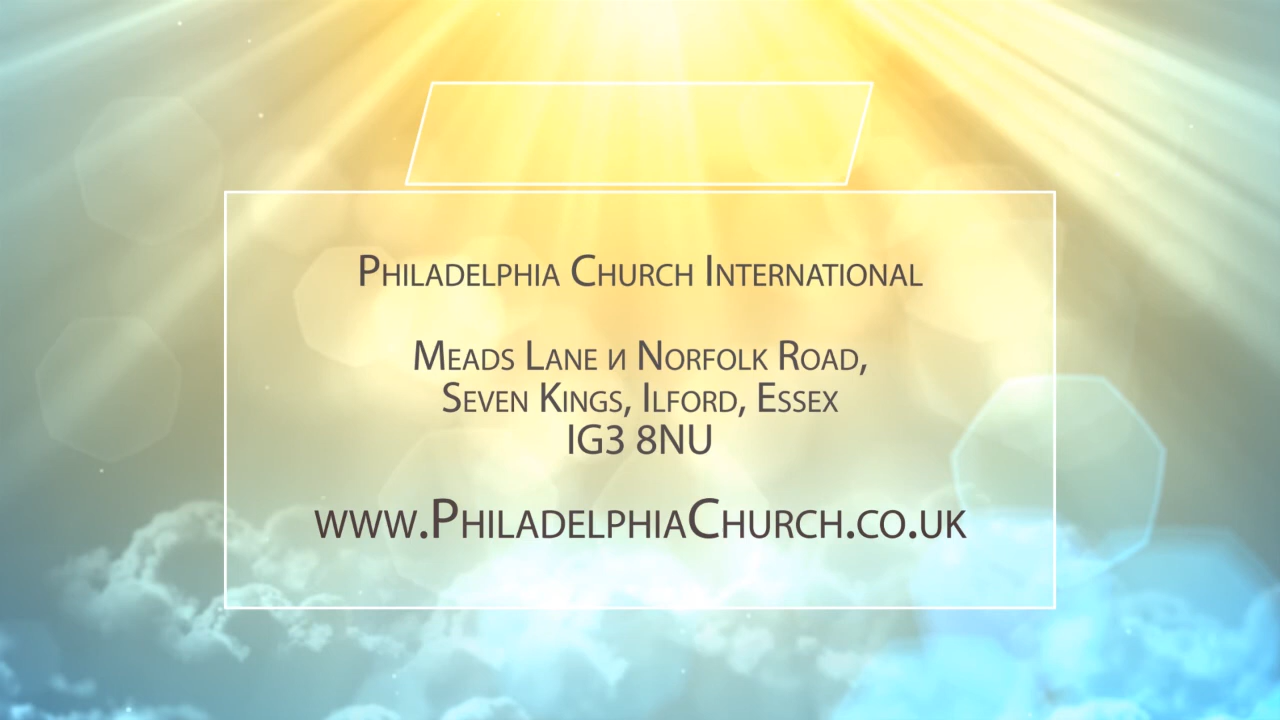 Philadelphia Church International
Meads Lane и Norfolk Road,
Seven Kings, Ilford, Essex
IG3 8NU
www.PhiladelphiaChurch.co.uk